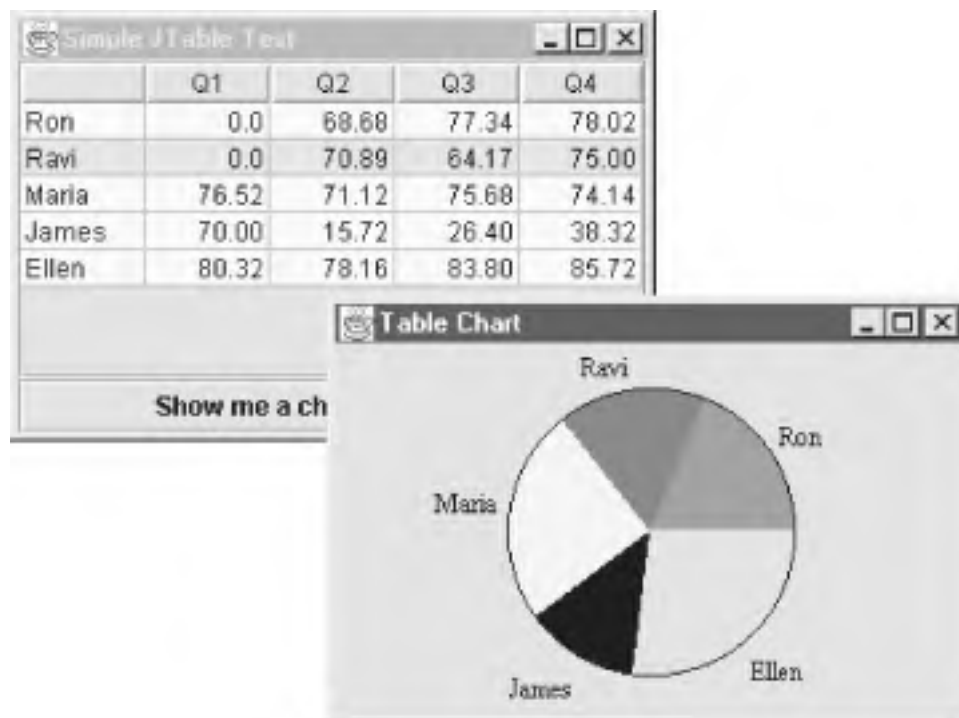 Simple JTable Test
Q1 Q2 Q3 Q4
Ron 0.0 68.68 77.34 78.02
Ravi 0.0 70.89 64.17 75.00
Maria 76.52 71.12 75.68 74.14
James 70.00 15.72 26.40 38.32
Ellen 80.32 78.16 83.80 85.72
Show me a ch
Table Chart
Ravi
Ron
Maria
Ellen
James